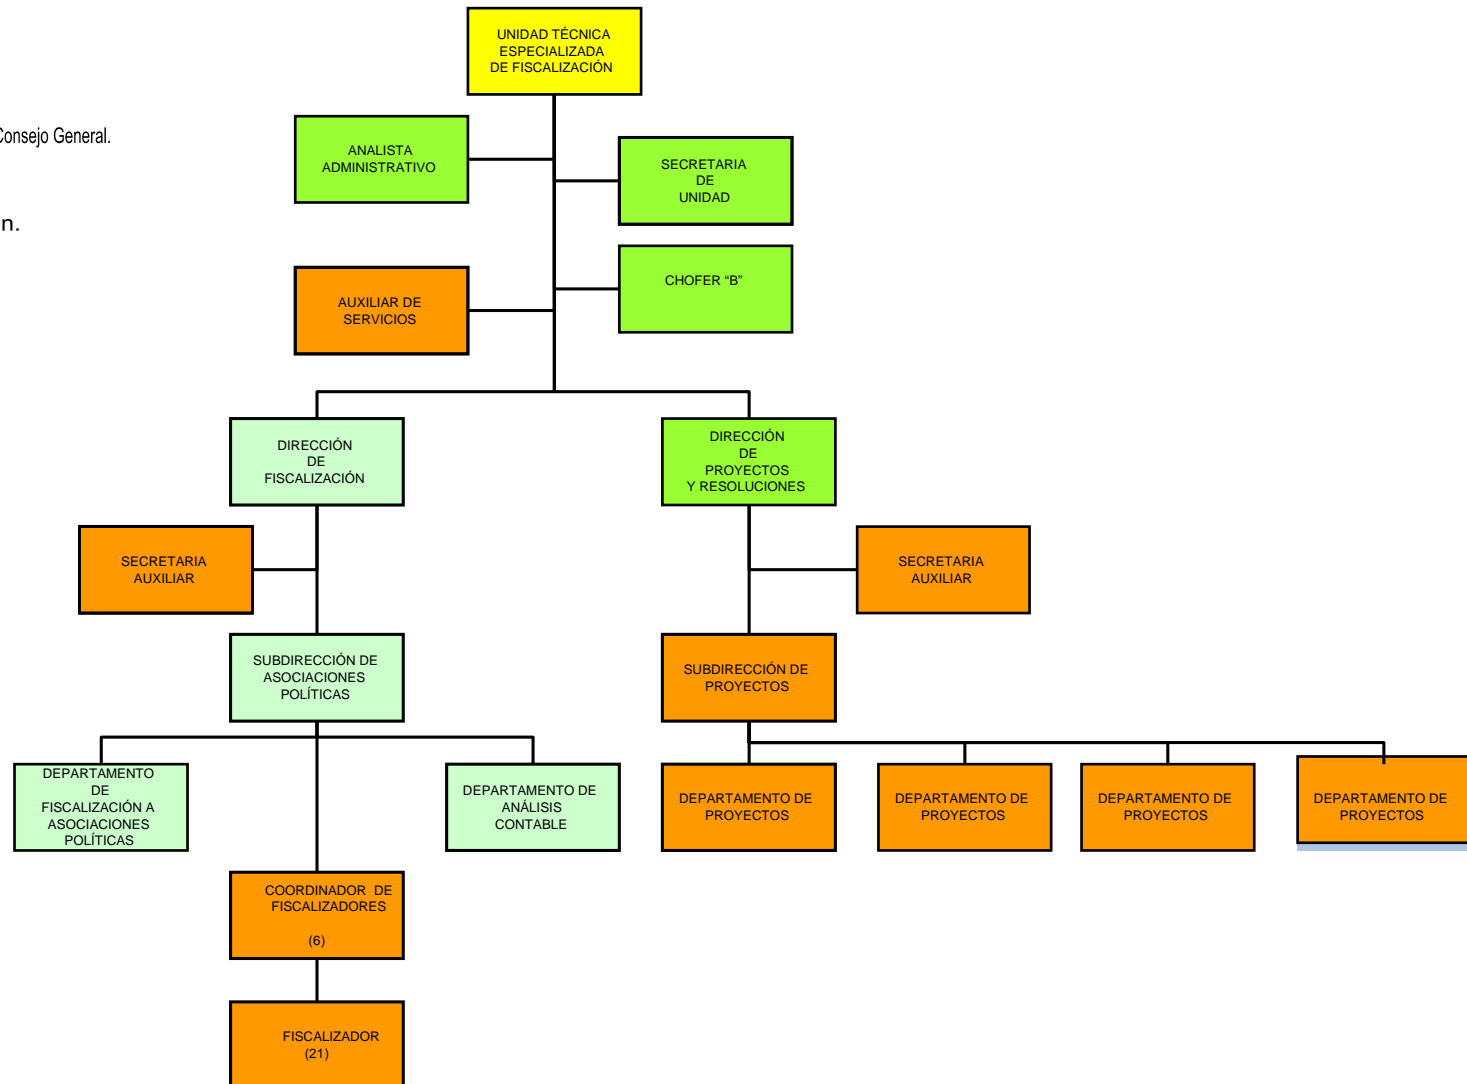 UNIDAD TÉCNICA
ESPECIALIZADA
DE FISCALIZACIÓN
Consejo General.
ANALISTA
ADMINISTRATIVO
SECRETARIA
DE
UNIDAD
n.
CHOFER “B”
AUXILIAR DE
SERVICIOS
DIRECCIÓN
DE
FISCALIZACIÓN
DIRECCIÓN
DE
PROYECTOS
Y RESOLUCIONES
SECRETARIA
AUXILIAR
SECRETARIA
AUXILIAR
SUBDIRECCIÓN DE
ASOCIACIONES
POLÍTICAS
SUBDIRECCIÓN DE
PROYECTOS
DEPARTAMENTO
DE
FISCALIZACIÓN A
ASOCIACIONES
POLÍTICAS
DEPARTAMENTO DE
ANÁLISIS
CONTABLE
DEPARTAMENTO DE
PROYECTOS
DEPARTAMENTO DE
PROYECTOS
DEPARTAMENTO DE
PROYECTOS
DEPARTAMENTO DE
PROYECTOS
COORDINADOR DE
FISCALIZADORES
(6)
FISCALIZADOR
(21)